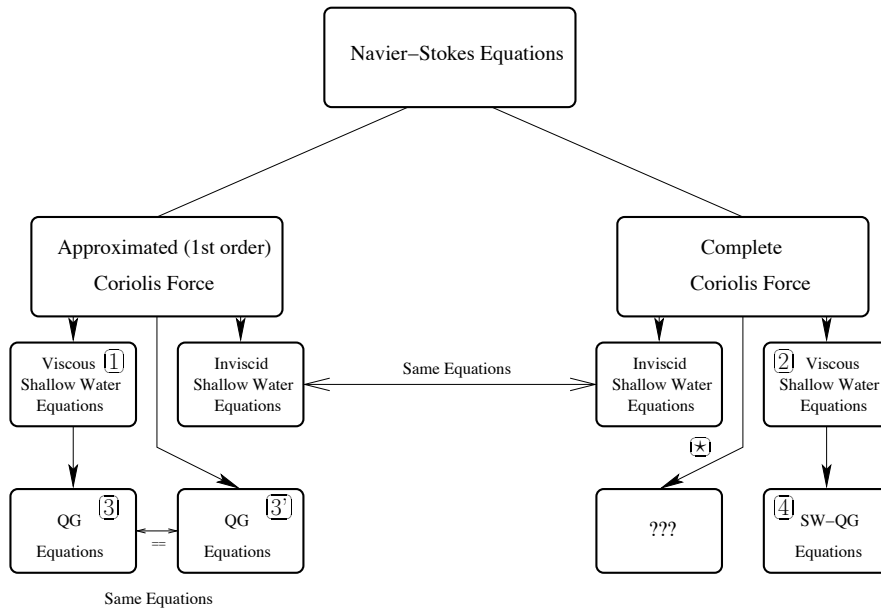 Navier–Stokes Equations
Approximated (1st order)
Coriolis Force
Complete
Coriolis Force
Viscous 1
Shallow Water
Equations
Inviscid
Shallow Water
Equations
Same Equations
Inviscid
Shallow Water
Equations
2 Viscous
Shallow Water
Equations
⋆
QG 3
Equations
==
QG 3'
Equations
???
4 SW–QG
Equations
Same Equations